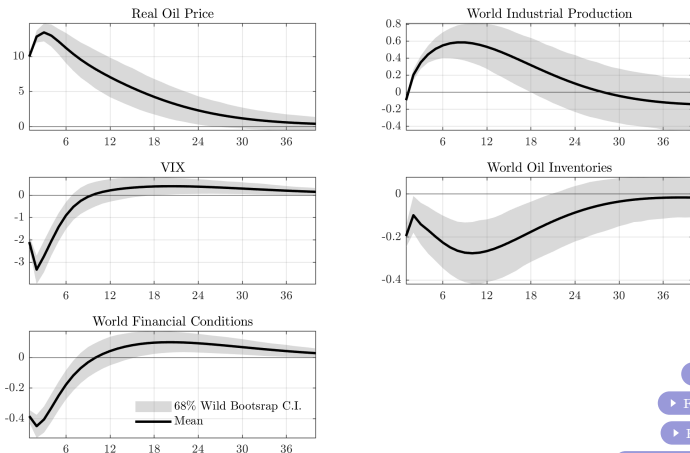 Real Oil Price
10
5
0
6 12 18 24 30 36
World Industrial Production
0.8
0.6
0.4
0.2
0
-0.2
-0.4
6 12 18 24 30 36
VIX
0
-1
-2
-3
6 12 18 24 30 36
World Oil Inventories
0
-0.2
-0.4
6 12 18 24 30 36
World Financial Conditions
0
-0.2
-0.4
6 12 18 24 30 36
68% Wild Bootsrap C.I.
Mean